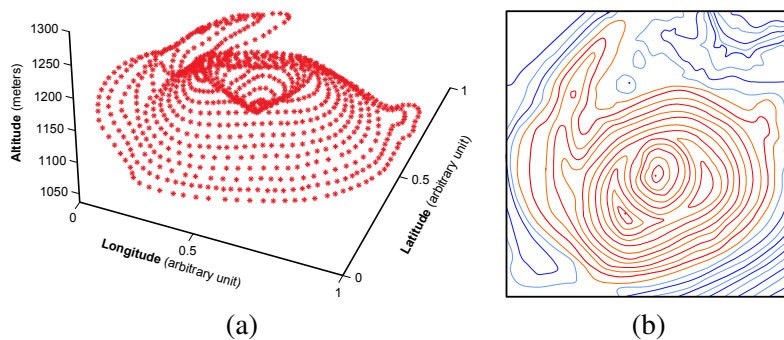 1300
1250
1200
1150
1100
1050
Altitude (meters)
0
0.5
1
Longitude (arbitrary unit)
0
0.5
1
Latitude (arbitrary unit)
(a)
(b)